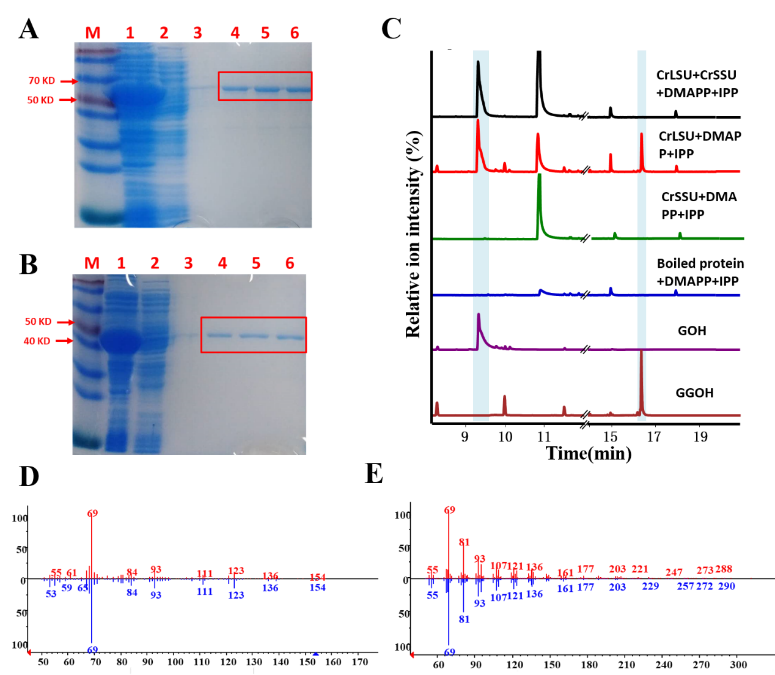 A
M 1 2 3 4 5 6
70 KD
50 KD
B
M 1 2 3 4 5 6
50 KD
40 KD
C
Relative ion intensity (%)
CrLSU+CrSSU
+DMAPP+IPP
CrLSU+DMAP
P+IPP
CrSSU+DMA
PP+IPP
Boiled protein
+DMAPP+IPP
GOH
GGOH
9 10 11 15 17 19
Time(min)
D
100
50
0
50
100
69
55 61 84 93 111 123 136 154
53 59 65 84 93 111 123 136 154
69
50 60 70 80 90 100 110 120 130 140 150 160 170
E
100
50
0
50
100
69
81
55 93 107 121 136 161 177 203 221 247 273 288
55 93 107 121 136 161 177 203 229 257 272 290
81
69
60 90 120 150 180 210 240 270 300